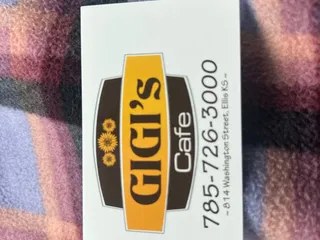 GIGI's
Cafe
785-726-3000
– 814 Washington Street, Ellis KS –